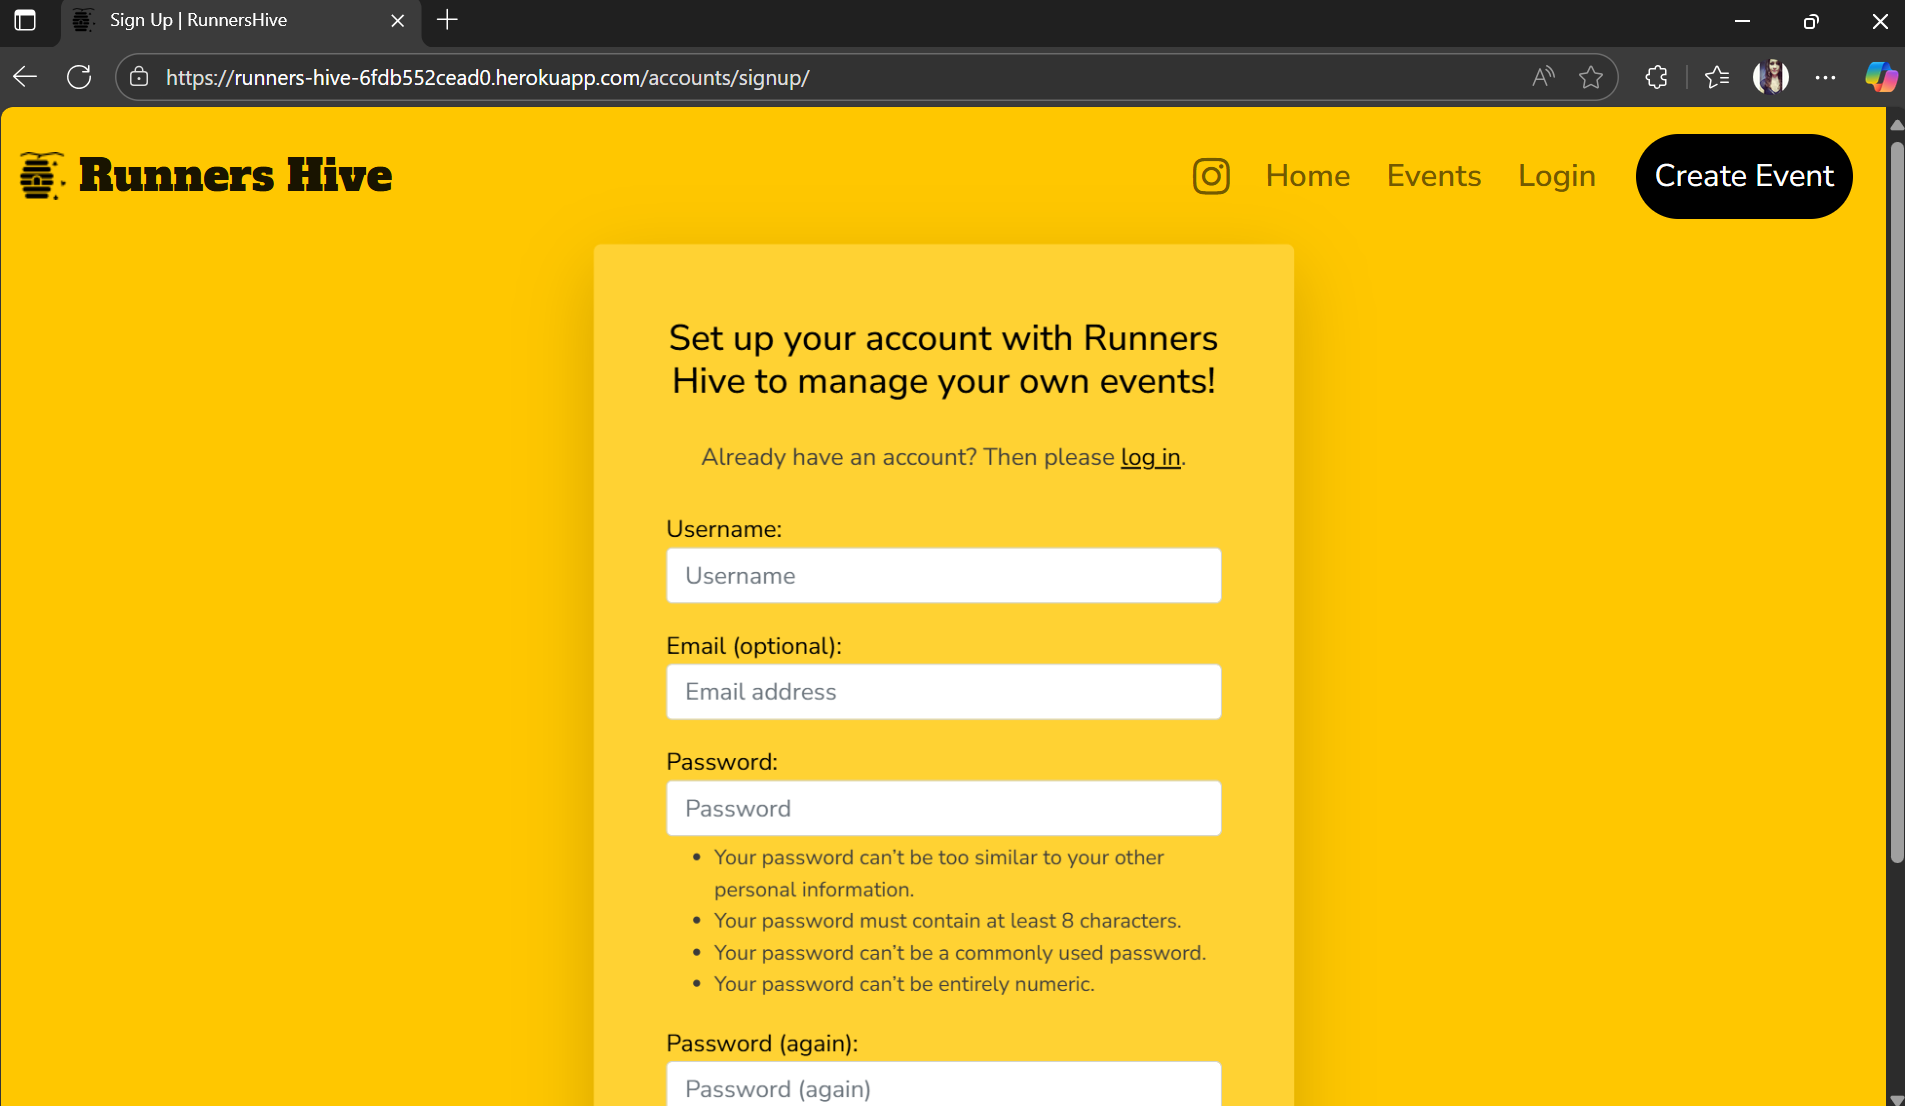 Sign Up | RunnersHive
https://runners-hive-6fdb552cead0.herokuapp.com/accounts/signup/
Runners Hive
Home Events Login Create Event
Set up your account with Runners
Hive to manage your own events!
Already have an account? Then please log in.
Username:
Username
Email (optional):
Email address
Password:
Password
• Your password can’t be too similar to your other
personal information.
• Your password must contain at least 8 characters.
• Your password can’t be a commonly used password.
• Your password can’t be entirely numeric.
Password (again):
Password (again)